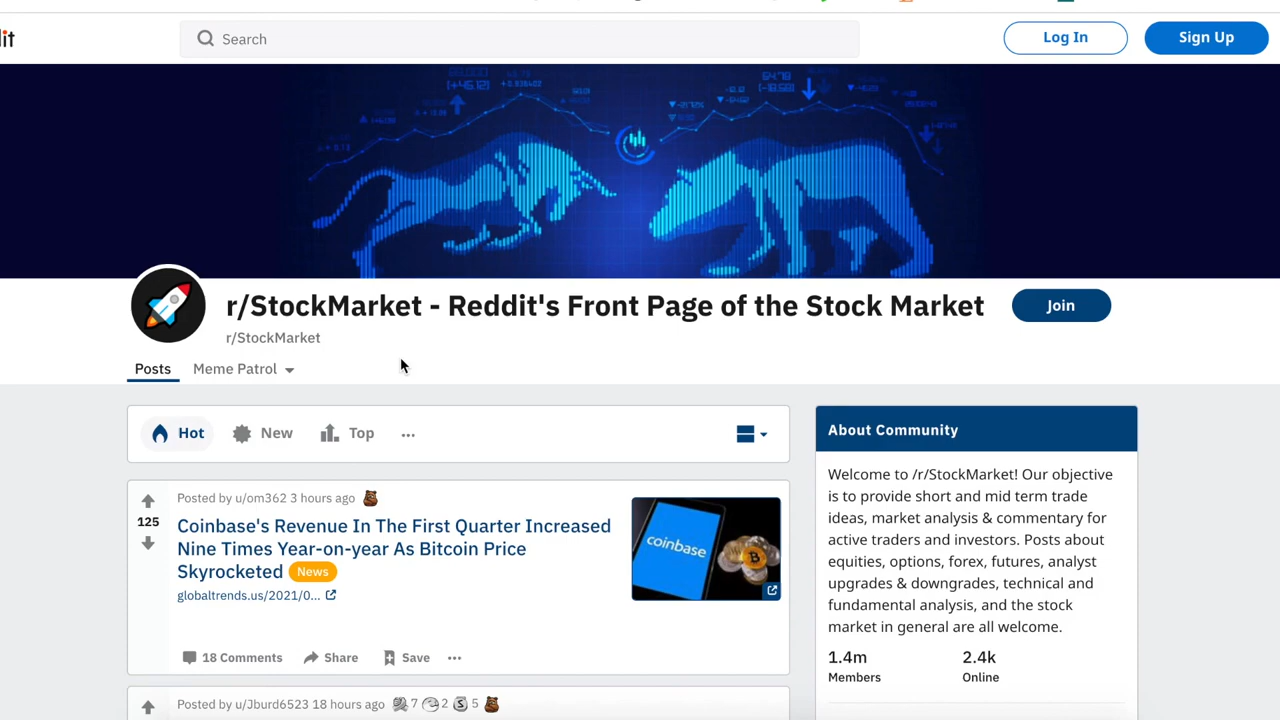 it
Search
Log In
Sign Up
r/StockMarket - Reddit's Front Page of the Stock Market
Join
r/StockMarket
Posts
Meme Patrol
Hot
New
Top
...
About Community
Welcome to /r/StockMarket! Our objective
is to provide short and mid term trade
ideas, market analysis & commentary for
active traders and investors. Posts about
equities, options, forex, futures, analyst
upgrades & downgrades, technical and
fundamental analysis, and the stock
market in general are all welcome.
1.4m
2.4k
Members
Online
Posted by u/om362 3 hours ago
125
Coinbase's Revenue In The First Quarter Increased
Nine Times Year-on-year As Bitcoin Price
Skyrocketed News
globaltrends.us/2021/0...
coinbase
18 Comments
Share
Save
...
Posted by u/Jburd6523 18 hours ago 7 2 5